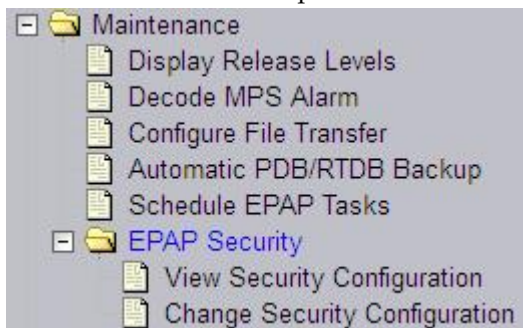 Maintenance
Display Release Levels
Decode MPS Alarm
Configure File Transfer
Automatic PDB/RTDB Backup
Schedule EPAP Tasks
EPAP Security
View Security Configuration
Change Security Configuration